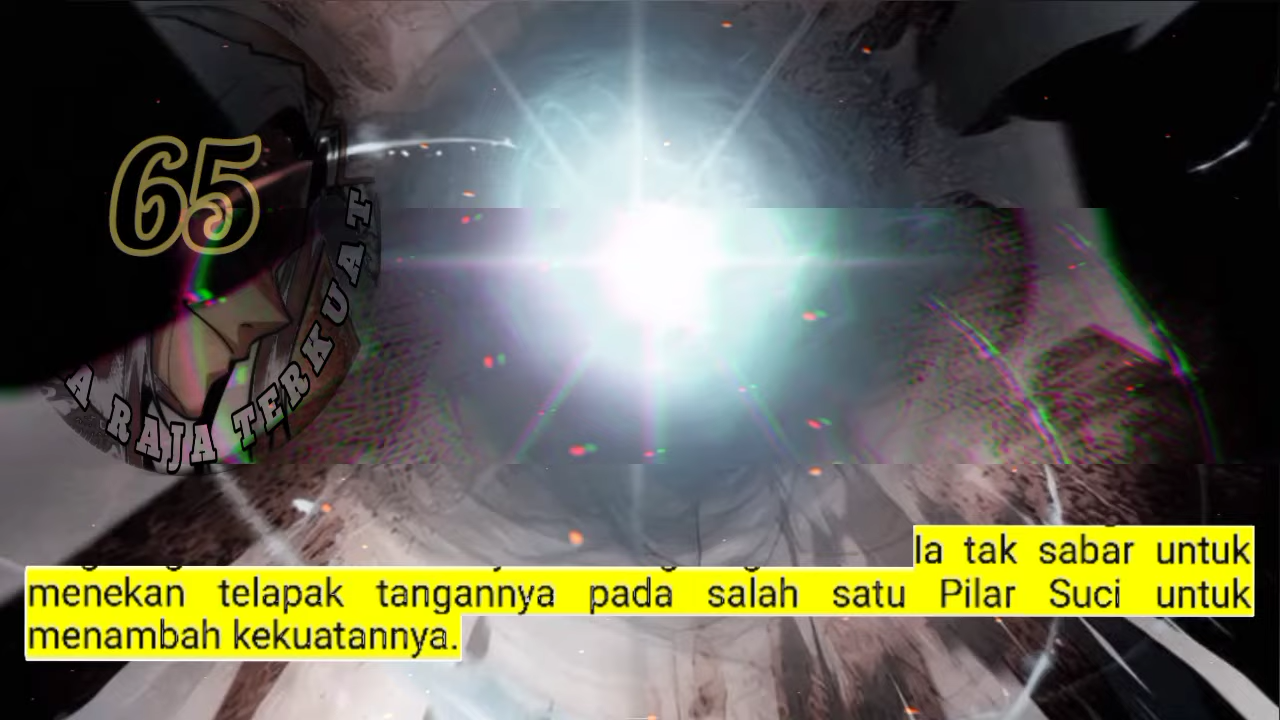 65
A RAJA TERKUAT
Ia tak sabar untuk
menekan telapak tangannya pada salah satu Pilar Suci untuk
menambah kekuatannya.